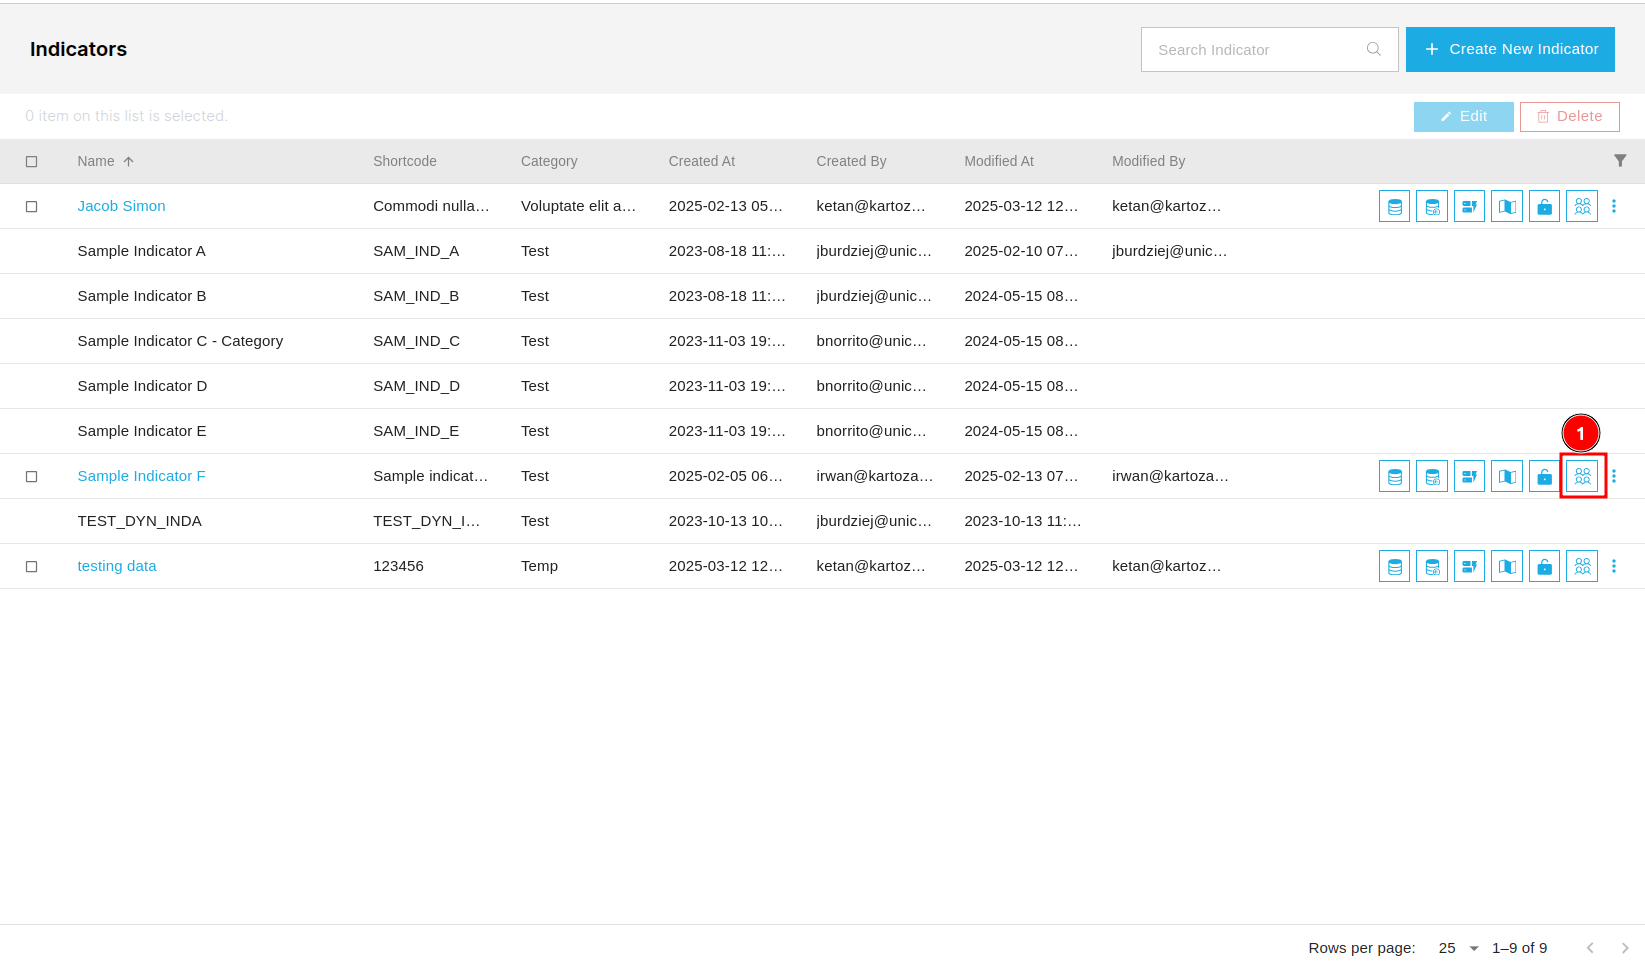 Indicators
Search Indicator
Create New Indicator
0 item on this list is selected.
Edit
Delete
Name Shortcode Category Created At Created By Modified At Modified By
Jacob Simon Commodi nulla… Voluptate elit a… 2025-02-13 05… ketan@kartoz… 2025-03-12 12… ketan@kartoz…
Sample Indicator A SAM_IND_A Test 2023-08-18 11:… jburdziej@unic… 2025-02-10 07… jburdziej@unic…
Sample Indicator B SAM_IND_B Test 2023-08-18 11:… jburdziej@unic… 2024-05-15 08…
Sample Indicator C - Category SAM_IND_C Test 2023-11-03 19:… bnorrito@unic… 2024-05-15 08…
Sample Indicator D SAM_IND_D Test 2023-11-03 19:… bnorrito@unic… 2024-05-15 08…
Sample Indicator E SAM_IND_E Test 2023-11-03 19:… bnorrito@unic… 2024-05-15 08…
1
Sample Indicator F Sample indicat… Test 2025-02-05 06… irwan@kartoza… 2025-02-13 07… irwan@kartoza…
TEST_DYN_INDA TEST_DYN_I… Test 2023-10-13 10… jburdziej@unic… 2023-10-13 11:…
testing data 123456 Temp 2025-03-12 12… ketan@kartoz… 2025-03-12 12… ketan@kartoz…
Rows per page: 25 1–9 of 9